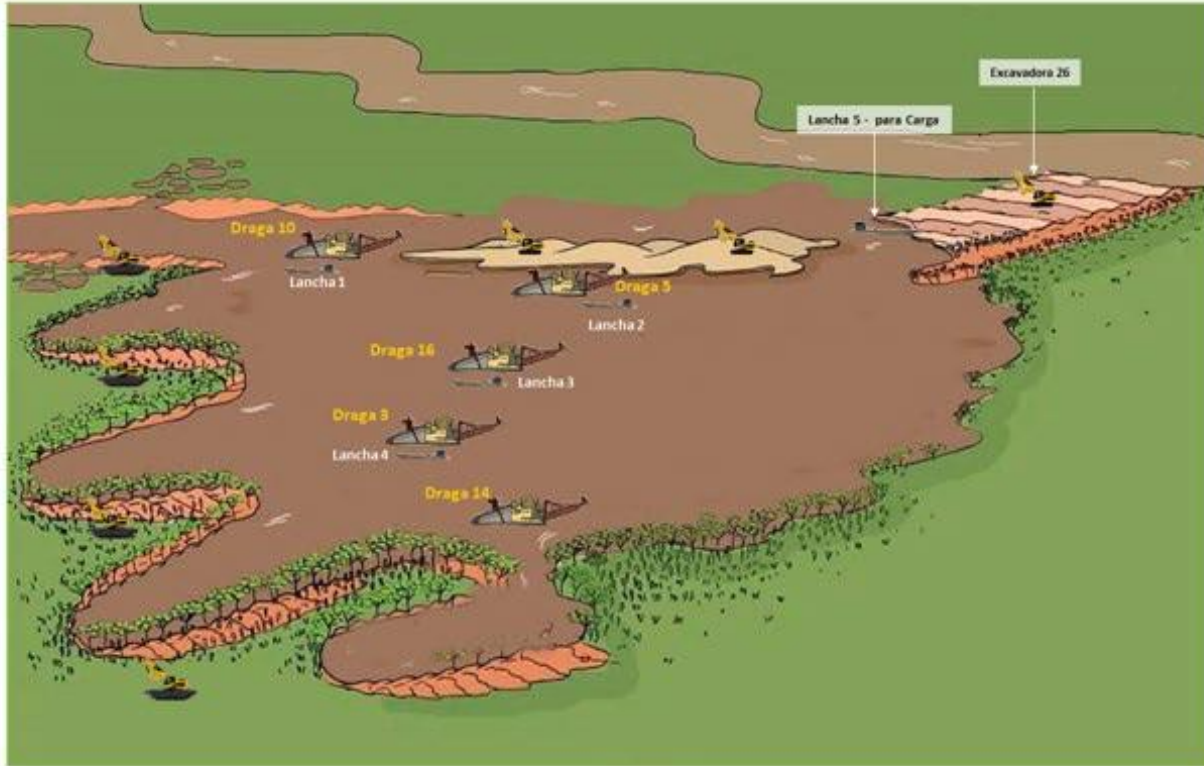 Excavadora 26
Lancha 5 - para Carga
Draga 10
Lancha 1
Draga 5
Lancha 2
Draga 16
Lancha 3
Draga 3
Lancha 4
Draga 14